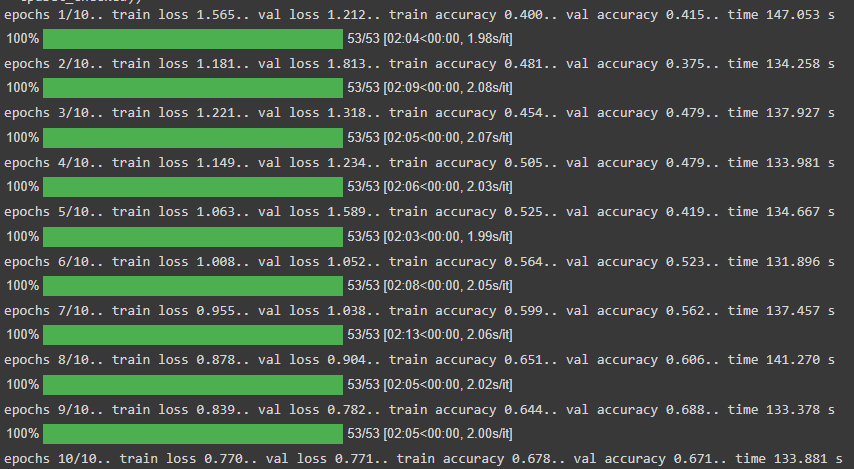 epochs 1/10.. train loss 1.565.. val loss 1.212.. train accuracy 0.400.. val accuracy 0.415.. time 147.053 s
100% 53/53 [02:04<00:00, 1.98s/it]
epochs 2/10.. train loss 1.181.. val loss 1.813.. train accuracy 0.481.. val accuracy 0.375.. time 134.258 s
100% 53/53 [02:09<00:00, 2.08s/it]
epochs 3/10.. train loss 1.221.. val loss 1.318.. train accuracy 0.454.. val accuracy 0.479.. time 137.927 s
100% 53/53 [02:05<00:00, 2.07s/it]
epochs 4/10.. train loss 1.149.. val loss 1.234.. train accuracy 0.505.. val accuracy 0.479.. time 133.981 s
100% 53/53 [02:06<00:00, 2.03s/it]
epochs 5/10.. train loss 1.063.. val loss 1.589.. train accuracy 0.525.. val accuracy 0.419.. time 134.667 s
100% 53/53 [02:03<00:00, 1.99s/it]
epochs 6/10.. train loss 1.008.. val loss 1.052.. train accuracy 0.564.. val accuracy 0.523.. time 131.896 s
100% 53/53 [02:08<00:00, 2.05s/it]
epochs 7/10.. train loss 0.955.. val loss 1.038.. train accuracy 0.599.. val accuracy 0.562.. time 137.457 s
100% 53/53 [02:13<00:00, 2.06s/it]
epochs 8/10.. train loss 0.878.. val loss 0.904.. train accuracy 0.651.. val accuracy 0.606.. time 141.270 s
100% 53/53 [02:05<00:00, 2.02s/it]
epochs 9/10.. train loss 0.839.. val loss 0.782.. train accuracy 0.644.. val accuracy 0.688.. time 133.378 s
100% 53/53 [02:05<00:00, 2.00s/it]
epochs 10/10.. train loss 0.770.. val loss 0.771.. train accuracy 0.678.. val accuracy 0.671.. time 133.881 s